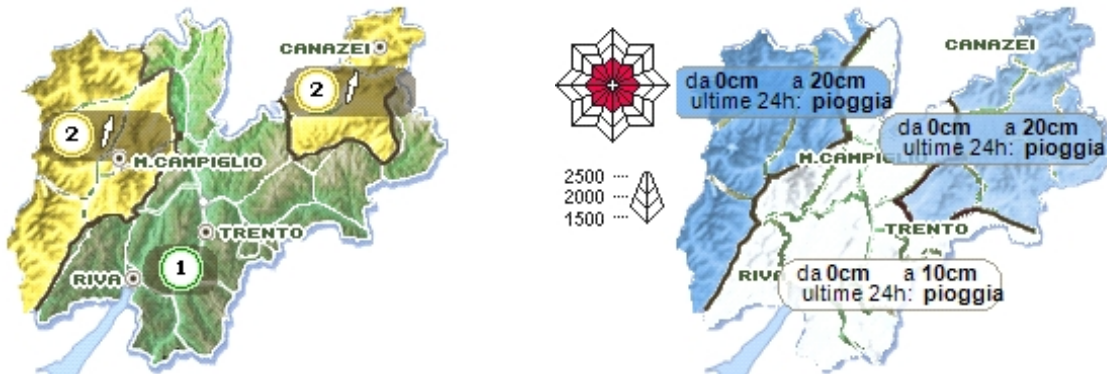 CANAZEI
2
2
M.CAMPIGLIO
TRENTO
RIVA
1
2500
2000
1500
CANAZEI
da 0cm a 20cm
ultime 24h: pioggia
da 0cm a 20cm
ultime 24h: pioggia
M.CAMPIGLIO
TRENTO
RIVA
da 0cm a 10cm
ultime 24h: pioggia